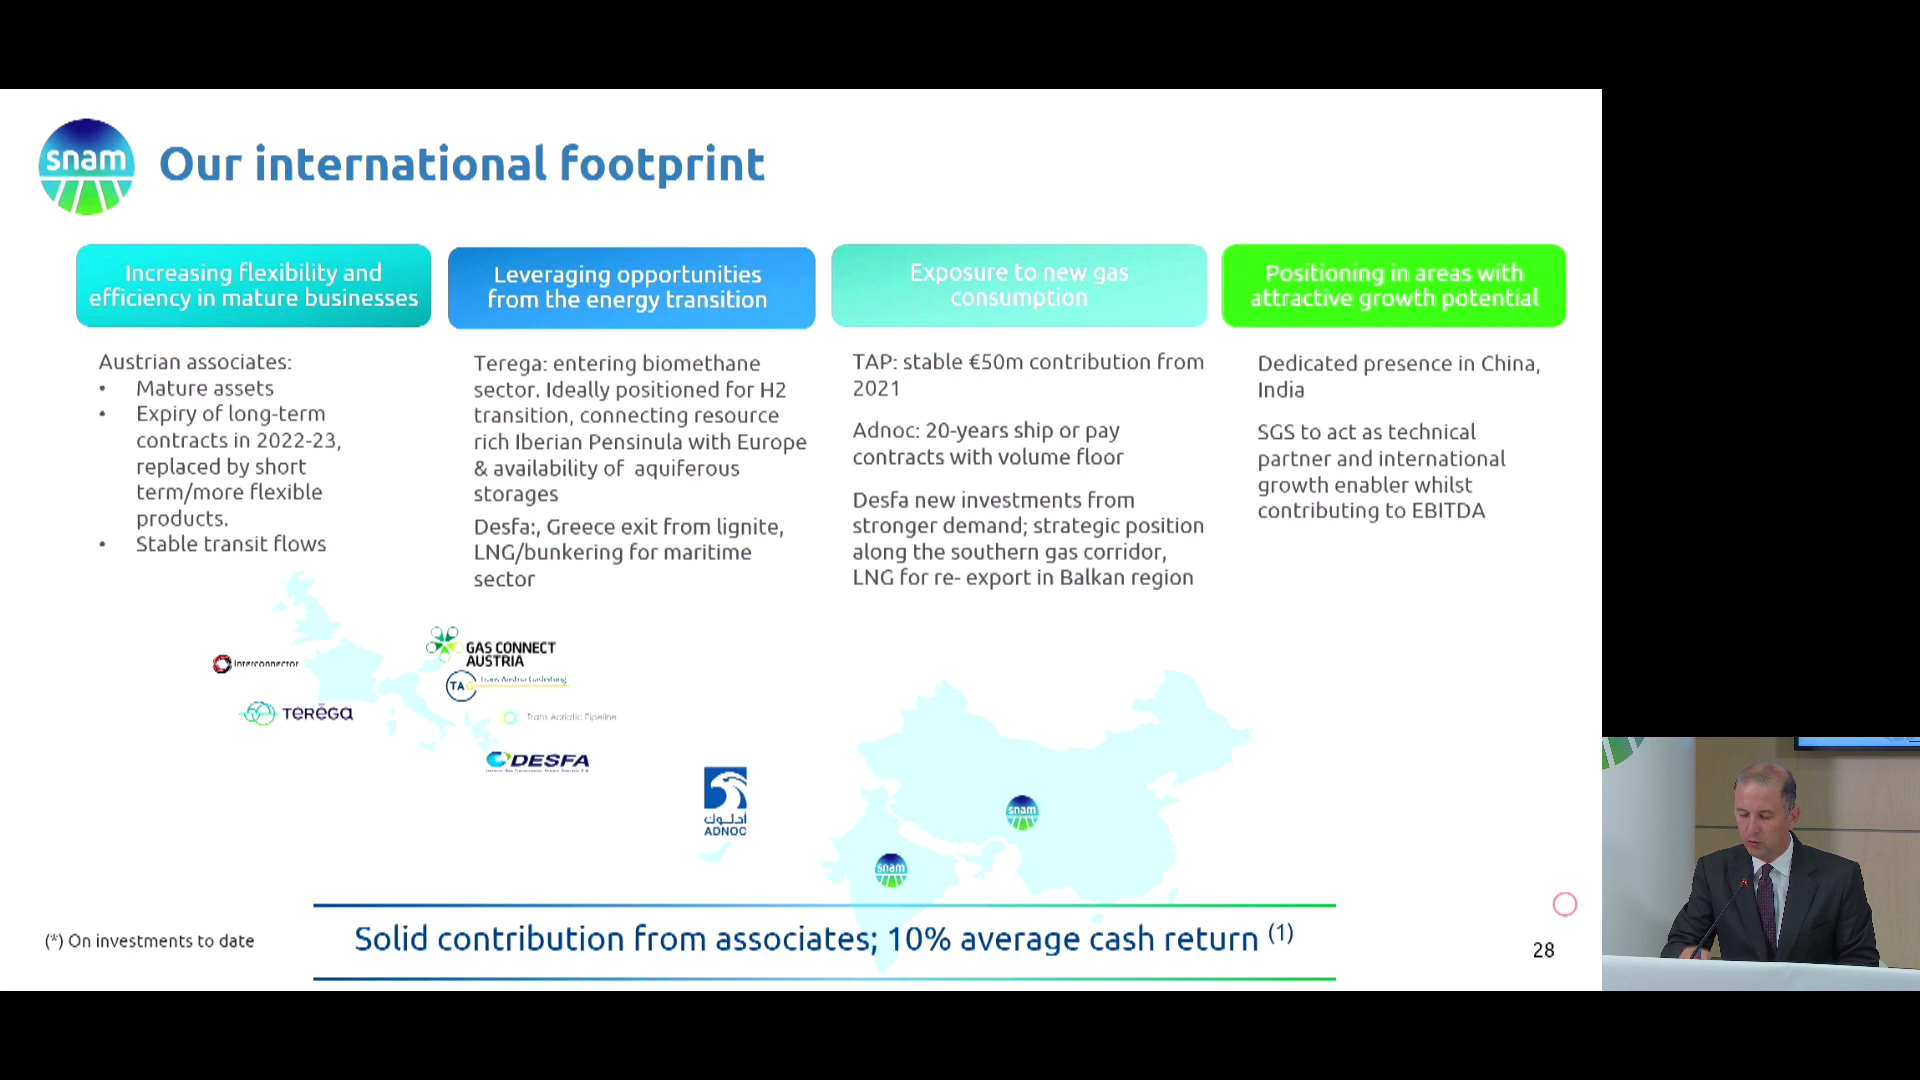 snam
Our international footprint
Increasing flexibility and
efficiency in mature businesses
Leveraging opportunities
from the energy transition
Exposure to new gas
consumption
Positioning in areas with
attractive growth potential
Austrian associates:
• Mature assets
• Expiry of long-term
contracts in 2022-23,
replaced by short
term/more flexible
products.
• Stable transit flows
Terega: entering biomethane
sector. Ideally positioned for H2
transition, connecting resource
rich Iberian Pensinula with Europe
& availability of aquiferous
storages
Desfa:, Greece exit from lignite,
LNG/bunkering for maritime
sector
TAP: stable €50m contribution from
2021
Adnoc: 20-years ship or pay
contracts with volume floor
Desfa new investments from
stronger demand; strategic position
along the southern gas corridor,
LNG for re- export in Balkan region
Dedicated presence in China,
India
SGS to act as technical
partner and international
growth enabler whilst
contributing to EBITDA
interconnector
GAS CONNECT
AUSTRIA
TAG Trans Austria Gasleitung
TERĒGA
Trans Adriatic Pipeline
DESFA
أدنوك
ADNOC
snam
snam
(*) On investments to date
Solid contribution from associates; 10% average cash return (1)
28